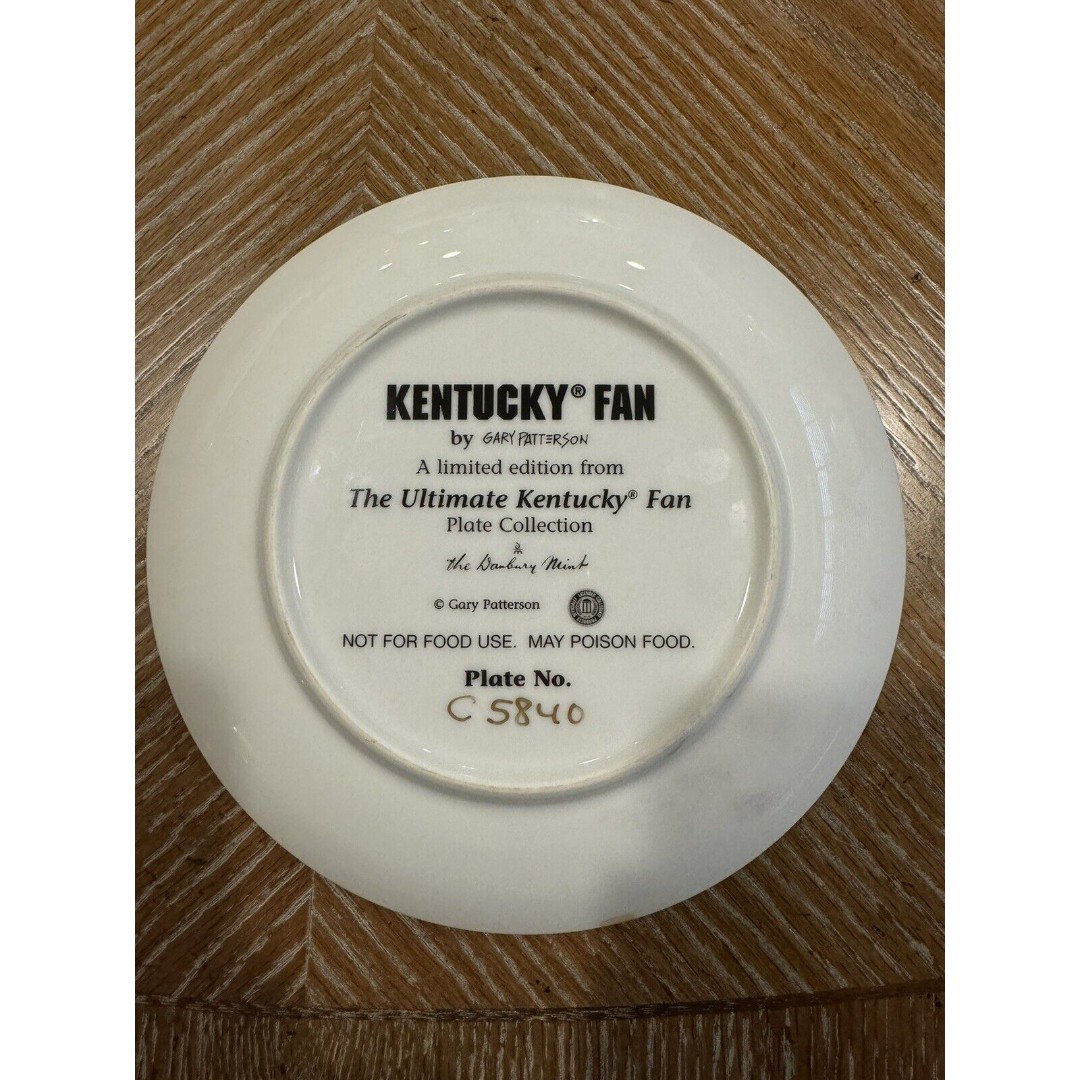 KENTUCKY® FAN
by GARY PATTERSON
A limited edition from
The Ultimate Kentucky® Fan
Plate Collection
the Danbury Mint
© Gary Patterson
NOT FOR FOOD USE. MAY POISON FOOD.
Plate No.
C 5840